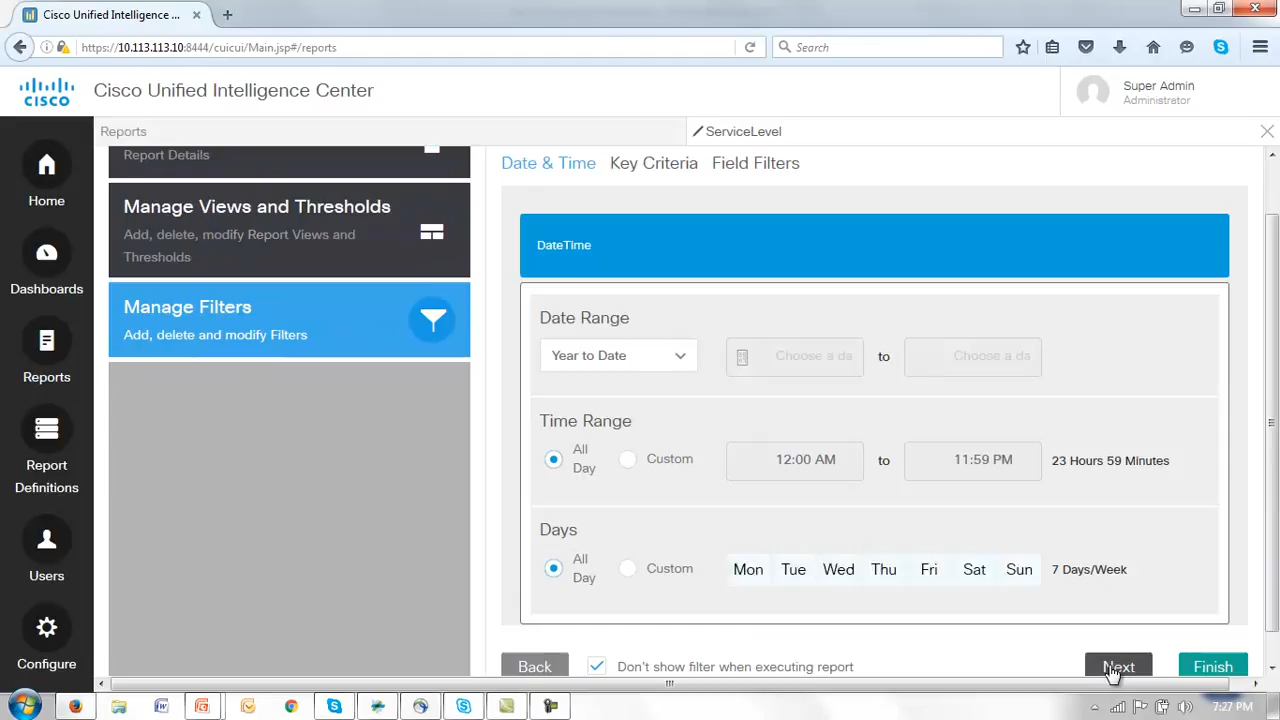 Cisco Unified Intelligence ...
https://10.113.113.10:8444/cuicui/Main.jsp#/reports
Search
CISCO
Cisco Unified Intelligence Center
Super Admin
Administrator
Reports
ServiceLevel
Home
Dashboards
Reports
Report
Definitions
Users
Configure
Report Details
Manage Views and Thresholds
Add, delete, modify Report Views and
Thresholds
Manage Filters
Add, delete and modify Filters
Date & Time
Key Criteria
Field Filters
DateTime
Date Range
Year to Date
Choose a da
to
Choose a da
Time Range
All
Day
Custom
12:00 AM
to
11:59 PM
23 Hours 59 Minutes
Days
All
Day
Custom
Mon Tue Wed Thu Fri Sat Sun
7 Days/Week
Back
Don't show filter when executing report
Next
Finish
7:27 PM